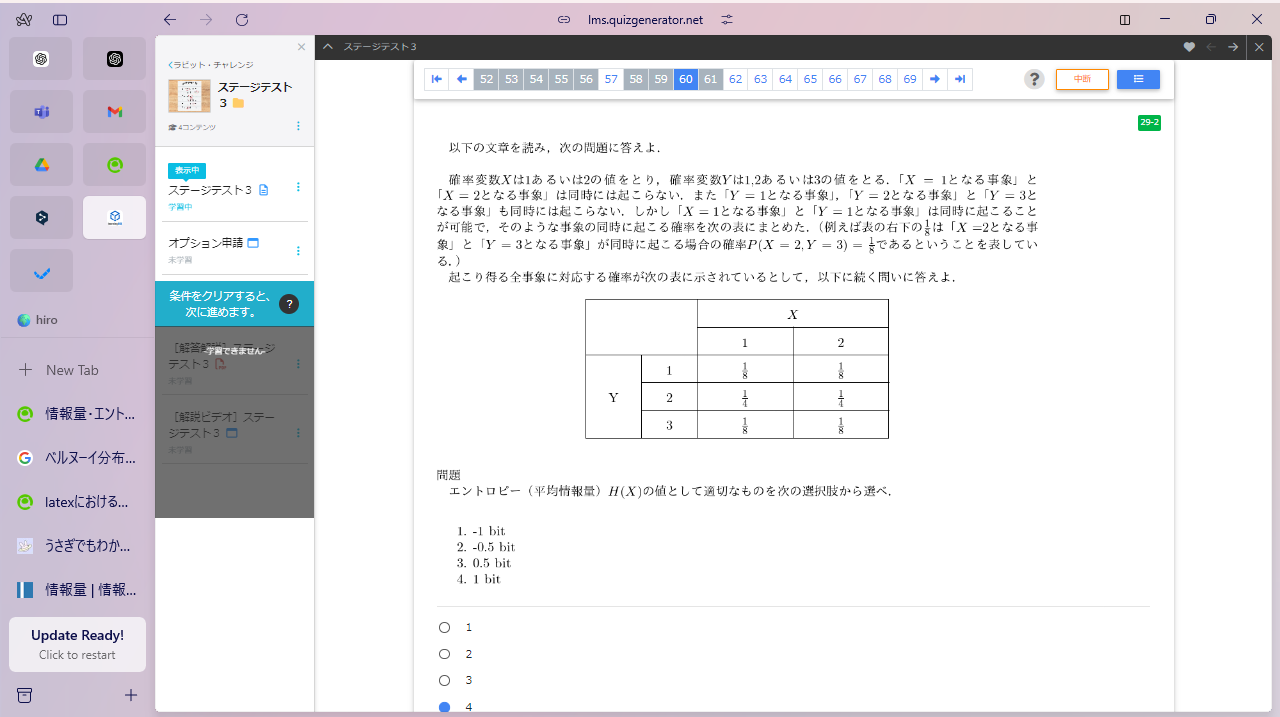 lms.quizgenerator.net
hiro
New Tab
情報量・エント...
ベルヌーイ分布...
latexにおける...
うさぎでもわか...
情報量 | 情報...
Update Ready!
Click to restart
ラビット・チャレンジ
ステージテスト
3
4コンテンツ
表示中
ステージテスト3
学習中
オプション申請
未学習
条件をクリアすると、
次に進めます。
?
-学習できません-
［解答解説］ステージ
テスト3
未学習
［解説ビデオ］ステー
ジテスト3
未学習
ステージテスト3
52 53 54 55 56 57 58 59 60 61 62 63 64 65 66 67 68 69
?
中断
29-2
以下の文章を読み，次の問題に答えよ．
確率変数Xは1あるいは2の値をとり，確率変数Yは1,2あるいは3の値をとる．「X = 1となる事象」と
「X = 2となる事象」は同時には起こらない．また「Y = 1となる事象」，「Y = 2となる事象」と「Y = 3と
なる事象」も同時には起こらない．しかし「X = 1となる事象」と「Y = 1となる事象」は同時に起こること
が可能で，そのような事象の同時に起こる確率を次の表にまとめた．（例えば表の右下の1/8は「X =2となる事
象」と「Y = 3となる事象」が同時に起こる場合の確率P(X = 2, Y = 3) = 1/8であるということを表してい
る．）
起こり得る全事象に対応する確率が次の表に示されているとして，以下に続く問いに答えよ．
X
1 2
1 1/8 1/8
Y 2 1/4 1/4
3 1/8 1/8
問題
エントロピー（平均情報量）H(X)の値として適切なものを次の選択肢から選べ．
1. -1 bit
2. -0.5 bit
3. 0.5 bit
4. 1 bit
1
2
3
4